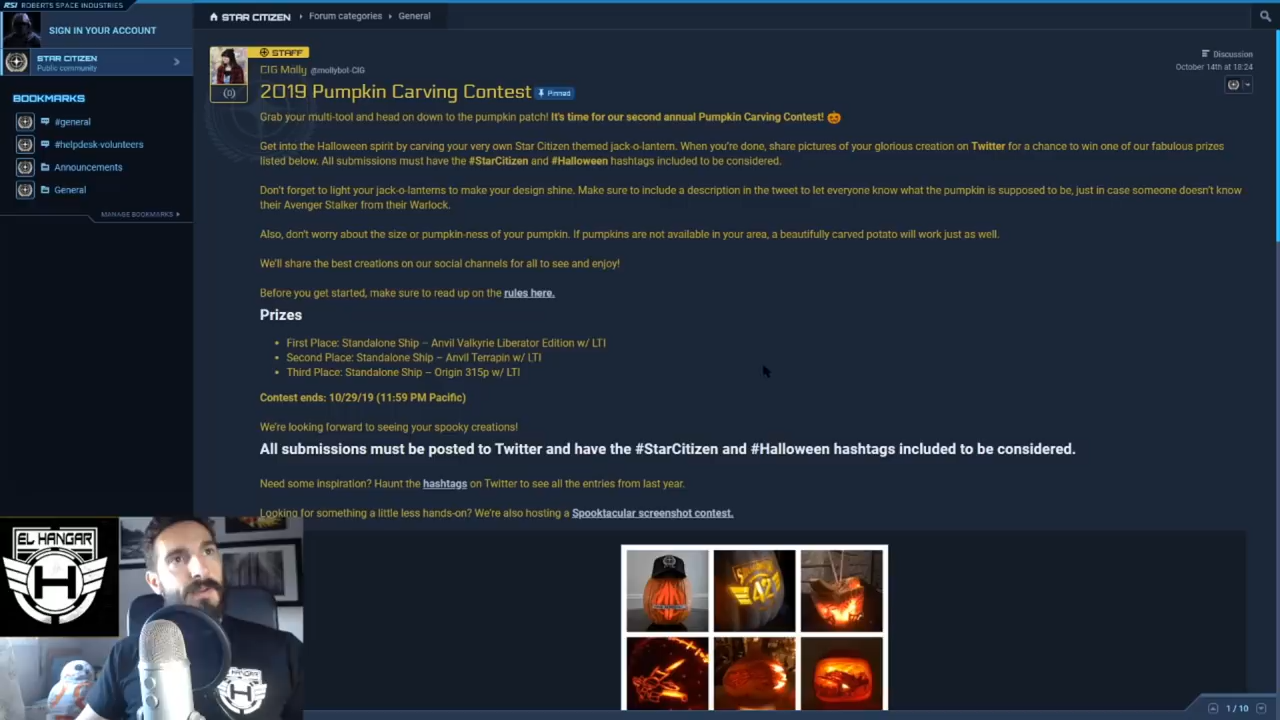 RSI ROBERTS SPACE INDUSTRIES
SIGN IN YOUR ACCOUNT
STAR CITIZEN
Public community
BOOKMARKS
#general
#helpdesk-volunteers
Announcements
General
MANAGE BOOKMARKS
STAR CITIZEN
Forum categories
General
STAFF
CIG Molly @mollybot-CIG
(0)
Discussion
October 14th at 18:24
2019 Pumpkin Carving Contest Pinned
Grab your multi-tool and head on down to the pumpkin patch! It's time for our second annual Pumpkin Carving Contest! 🎃
Get into the Halloween spirit by carving your very own Star Citizen themed jack-o-lantern. When you're done, share pictures of your glorious creation on Twitter for a chance to win one of our fabulous prizes
listed below. All submissions must have the #StarCitizen and #Halloween hashtags included to be considered.
Don't forget to light your jack-o-lanterns to make your design shine. Make sure to include a description in the tweet to let everyone know what the pumpkin is supposed to be, just in case someone doesn't know
their Avenger Stalker from their Warlock.
Also, don't worry about the size or pumpkin-ness of your pumpkin. If pumpkins are not available in your area, a beautifully carved potato will work just as well.
We'll share the best creations on our social channels for all to see and enjoy!
Before you get started, make sure to read up on the rules here.
Prizes
First Place: Standalone Ship – Anvil Valkyrie Liberator Edition w/ LTI
Second Place: Standalone Ship – Anvil Terrapin w/ LTI
Third Place: Standalone Ship – Origin 315p w/ LTI
Contest ends: 10/29/19 (11:59 PM Pacific)
We're looking forward to seeing your spooky creations!
All submissions must be posted to Twitter and have the #StarCitizen and #Halloween hashtags included to be considered.
Need some inspiration? Haunt the hashtags on Twitter to see all the entries from last year.
Looking for something a little less hands-on? We're also hosting a Spooktacular screenshot contest.
EL HANGAR
H
EL HANGAR
H
42
1 / 10